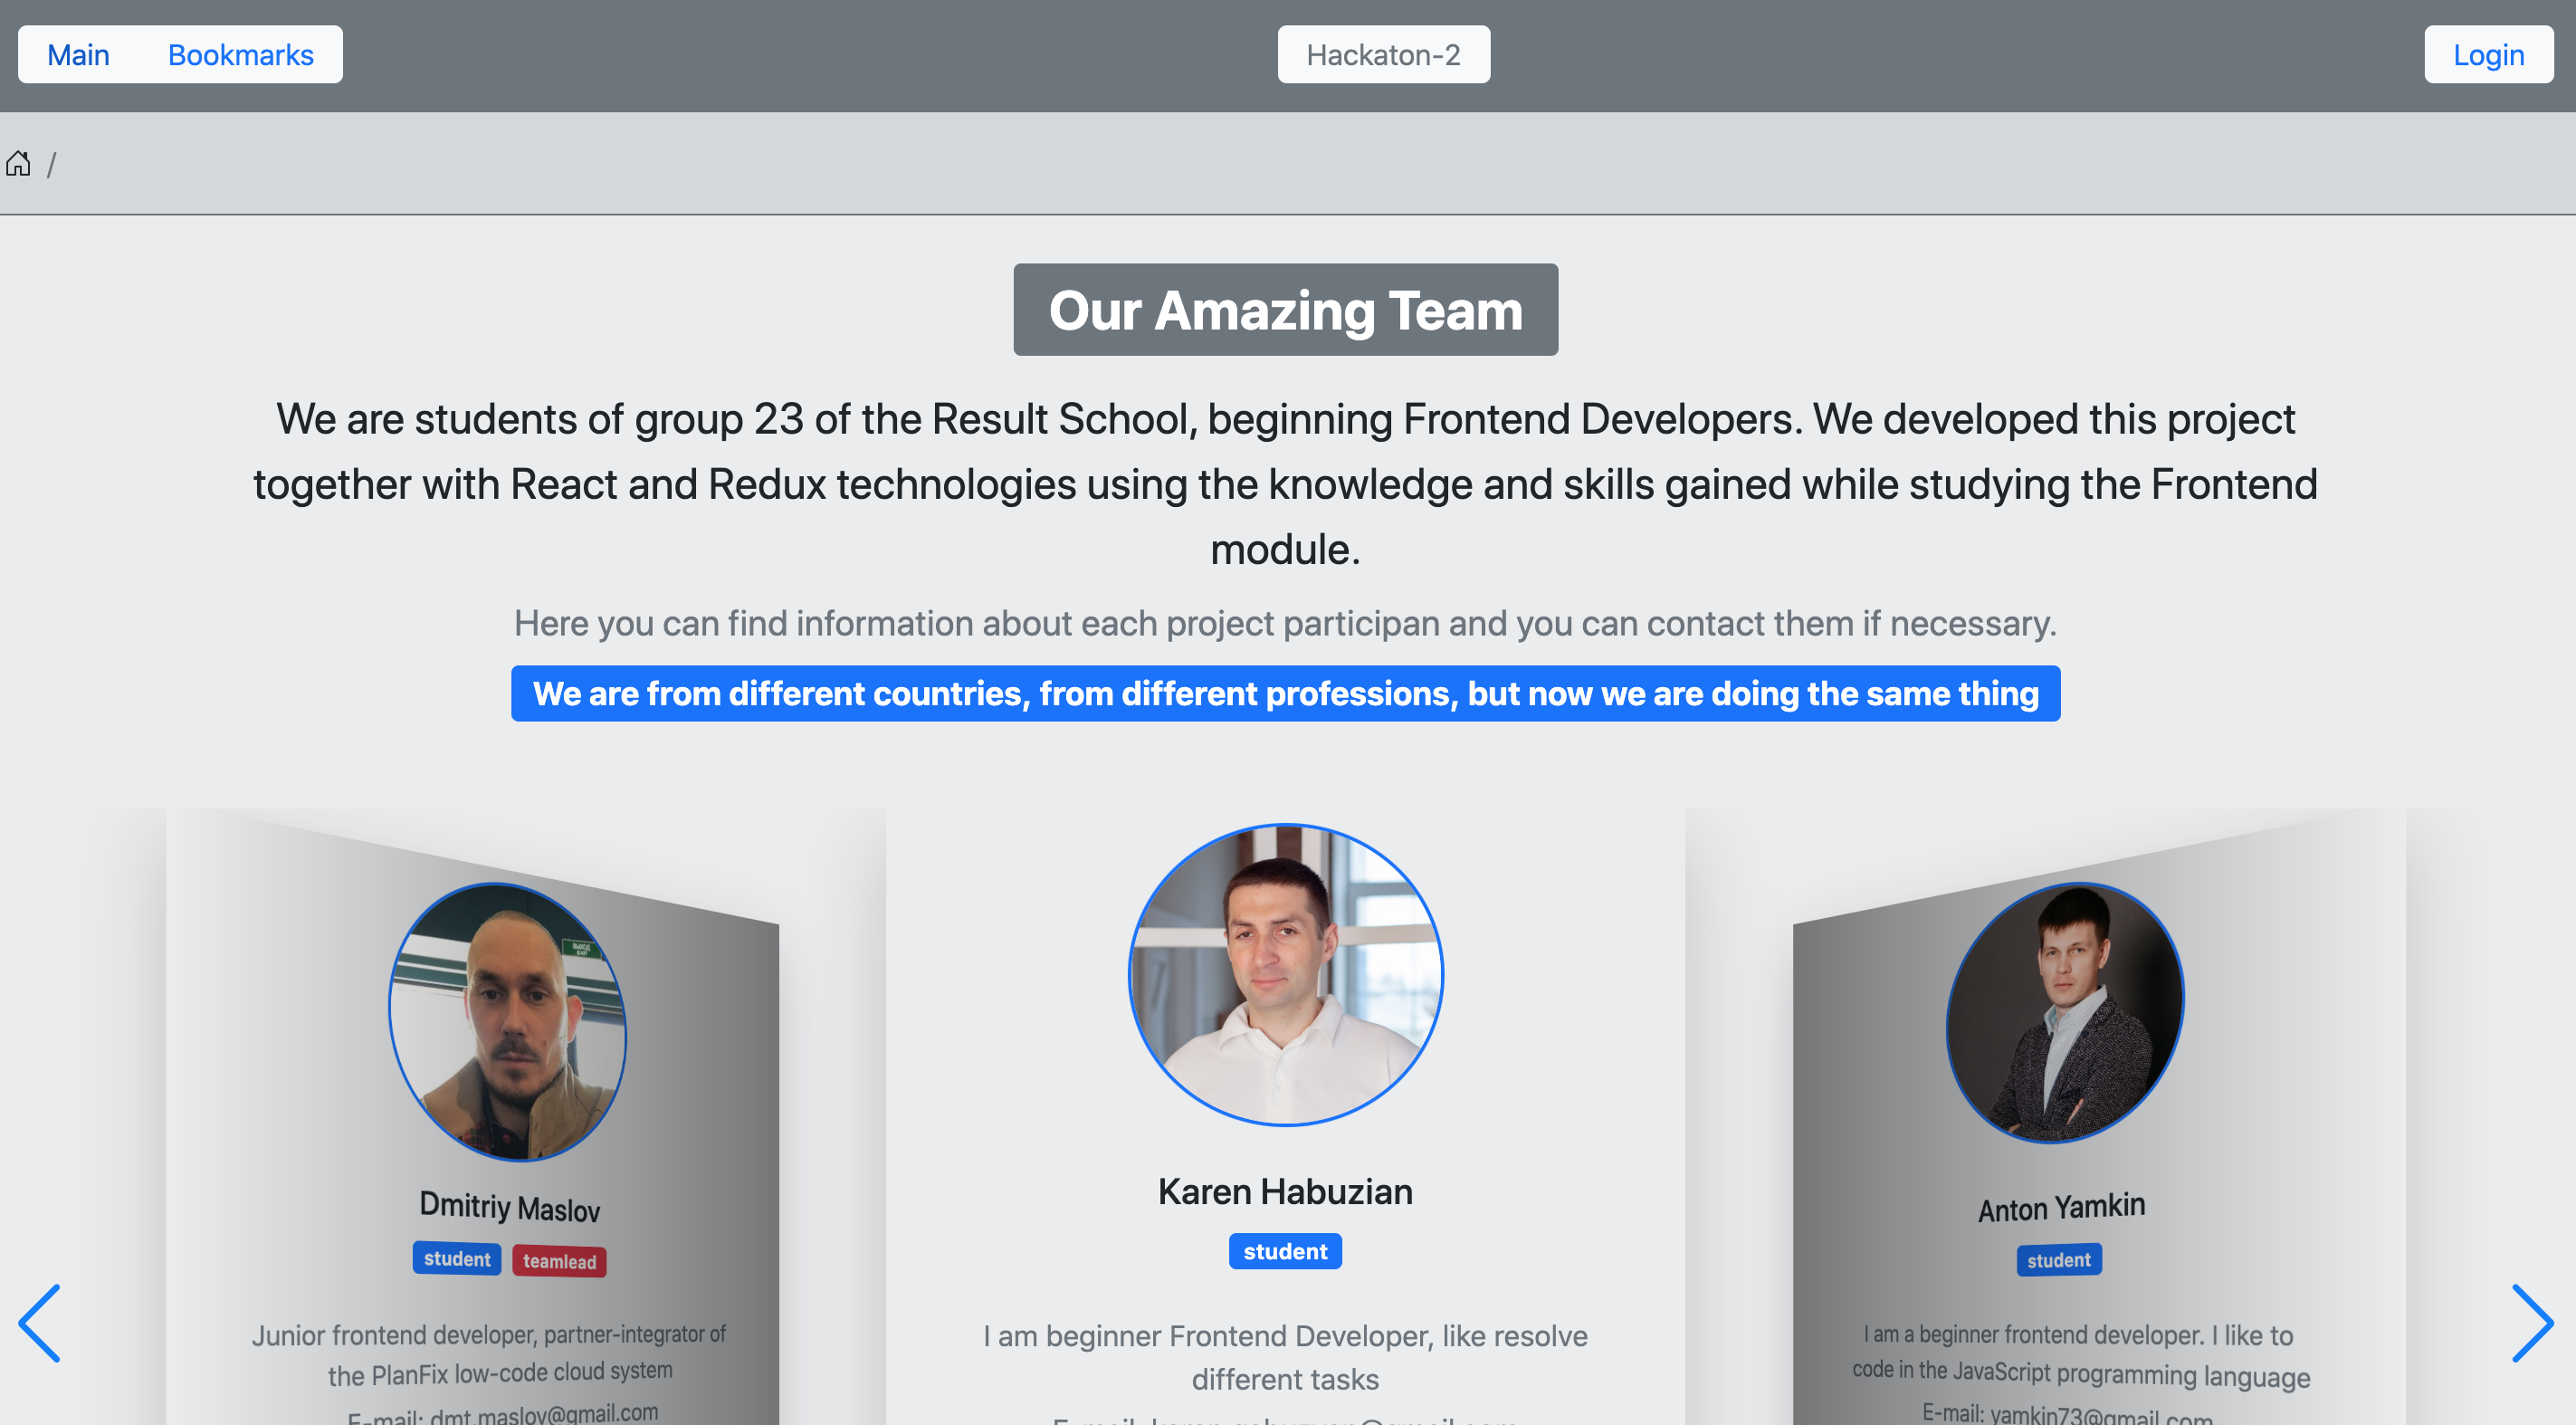 Main Bookmarks Hackaton-2 Login
/
Our Amazing Team
We are students of group 23 of the Result School, beginning Frontend Developers. We developed this project
together with React and Redux technologies using the knowledge and skills gained while studying the Frontend
module.
Here you can find information about each project participan and you can contact them if necessary.
We are from different countries, from different professions, but now we are doing the same thing
Dmitriy Maslov
student teamlead
Junior frontend developer, partner-integrator of
the PlanFix low-code cloud system
E-mail: dmt.maslov@gmail.com
Karen Habuzian
student
I am beginner Frontend Developer, like resolve
different tasks
Anton Yamkin
student
I am a beginner frontend developer. I like to
code in the JavaScript programming language
E-mail: yamkin73@gmail.com